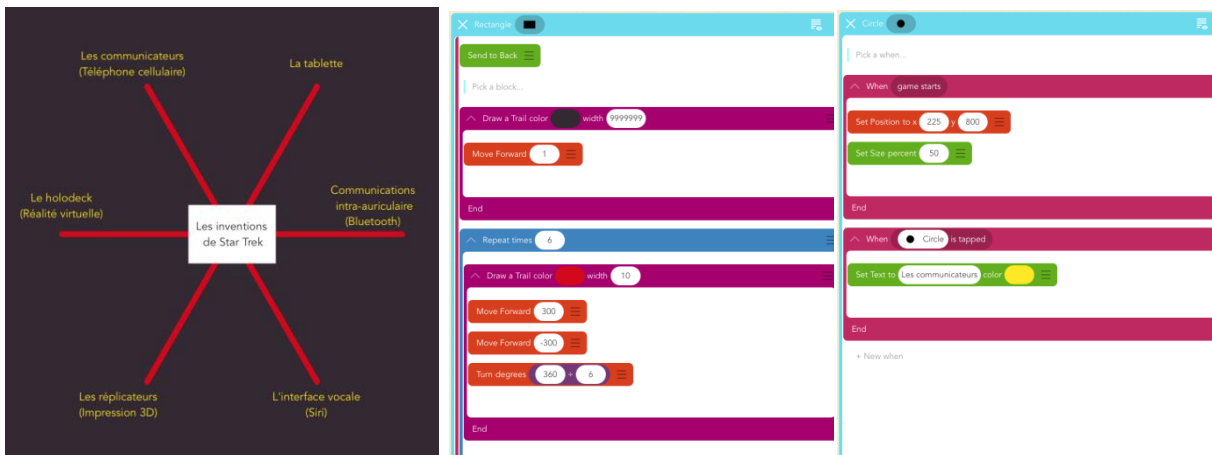 Les communicateurs
(Téléphone cellulaire)
La tablette
Le holodeck
(Réalité virtuelle)
Communications
intra-auriculaire
(Bluetooth)
Les inventions
de Star Trek
Les réplicateurs
(Impression 3D)
L'interface vocale
(Siri)
Rectangle
Send to Back
Pick a block...
Draw a Trail color width 9999999
Move Forward 1
End
Repeat times 6
Draw a Trail color width 10
Move Forward 300
Move Forward -300
Turn degrees 360 ÷ 6
End
Circle
Pick a when...
When game starts
Set Position to x 225 y 800
Set Size percent 50
End
When Circle is tapped
Set Text to Les communicateurs color
End
+ New when